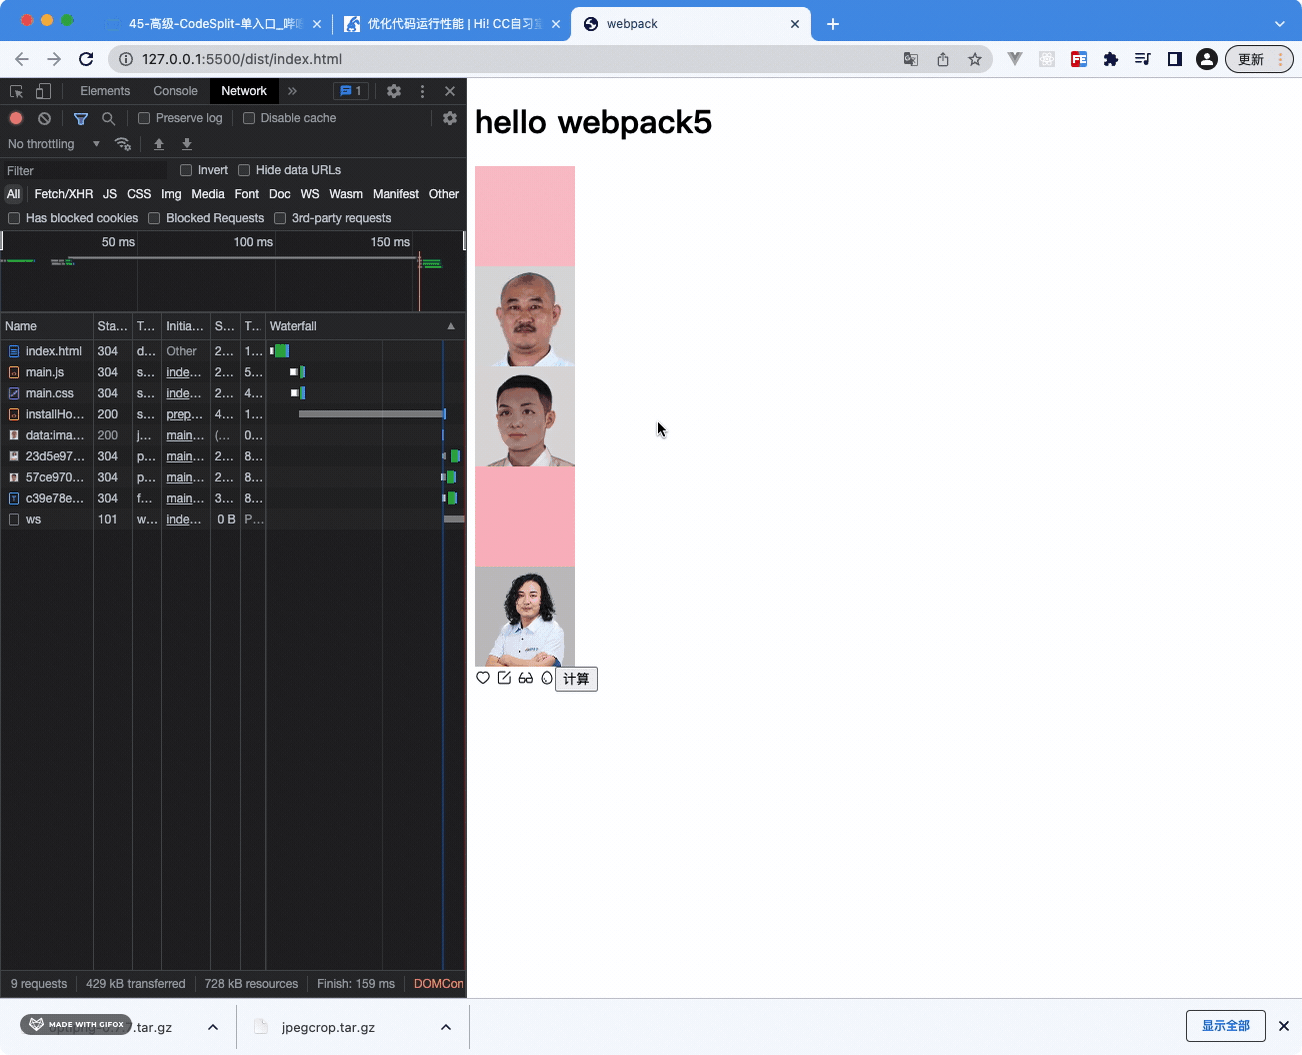 45-高级-CodeSplit-单入口_哔
优化代码运行性能 | Hi! CC自习
webpack
127.0.0.1:5500/dist/index.html
更新
Elements Console Network » 1
Preserve log Disable cache
No throttling
Filter Invert Hide data URLs
All Fetch/XHR JS CSS Img Media Font Doc WS Wasm Manifest Other
Has blocked cookies Blocked Requests 3rd-party requests
50 ms 100 ms 150 ms
Name Sta... T... Initia... S... T... Waterfall
index.html 304 d... Other 2... 1...
main.js 304 s... inde... 2... 5...
main.css 304 s... inde... 2... 4...
installHo... 200 s... prep... 4... 1...
data:ima... 200 j... main... (... 0...
23d5e97... 304 p... main... 2... 8...
57ce970... 304 p... main... 2... 8...
c39e78e... 304 f... main... 3... 8...
ws 101 w... inde... 0 B P...
9 requests 429 kB transferred 728 kB resources Finish: 159 ms DOMCon
hello webpack5
计算
MADE WITH GIFOX
7.tar.gz
jpegcrop.tar.gz
显示全部